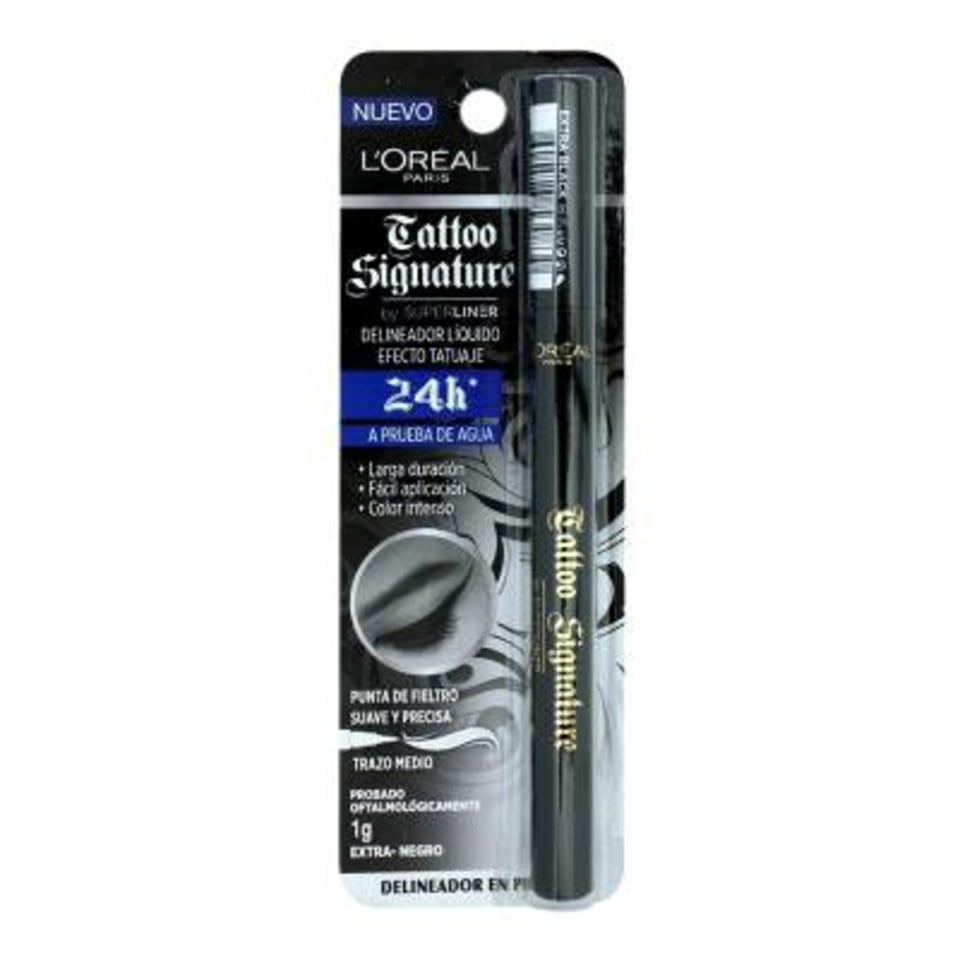 NUEVO
L'ORÉAL
PARIS
Tattoo
Signature
by SUPERLINER
DELINEADOR LÍQUIDO
EFECTO TATUAJE
24h*
A PRUEBA DE AGUA
• Larga duración
• Fácil aplicación
• Color intenso
PUNTA DE FIELTRO
SUAVE Y PRECISA
TRAZO MEDIO
PROBADO
OFTALMOLÓGICAMENTE
1g
EXTRA- NEGRO
DELINEADOR EN
EXTRA BLACK
ORÉAL
PARIS
Tattoo Signature